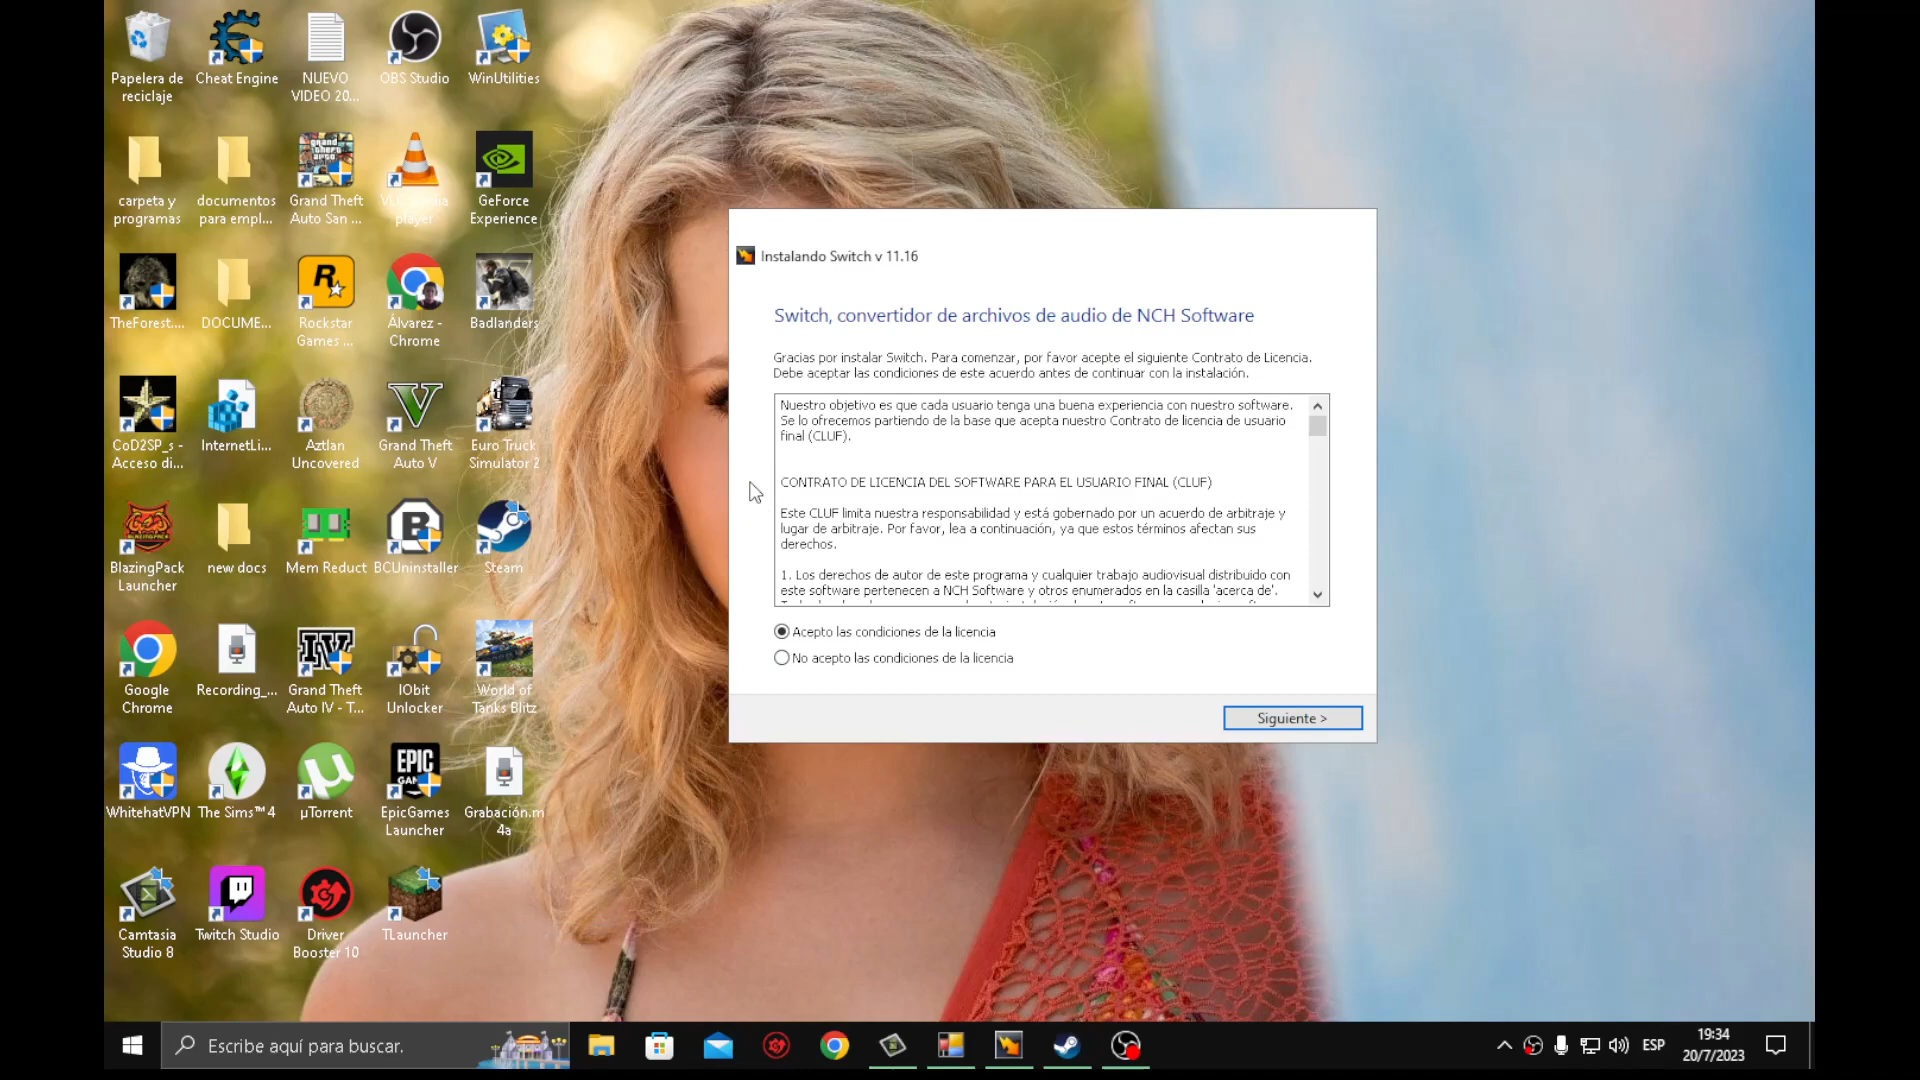 Papelera de
reciclaje
Cheat Engine
NUEVO
VIDEO 20...
OBS Studio
WinUtilities
carpeta y
programas
documentos
para empl...
Grand Theft
Auto San ...
VLC media
player
GeForce
Experience
TheForest....
DOCUME...
Rockstar
Games ...
Álvarez -
Chrome
Badlanders
CoD2SP_s -
Acceso di...
InternetLi...
Aztlan
Uncovered
Grand Theft
Auto V
Euro Truck
Simulator 2
BlazingPack
Launcher
new docs
Mem Reduct
BCUninstaller
Steam
Google
Chrome
Recording_...
Grand Theft
Auto IV - T...
IObit
Unlocker
World of
Tanks Blitz
WhitehatVPN
The Sims™ 4
µTorrent
EpicGames
Launcher
Grabación.m
4a
Camtasia
Studio 8
Twitch Studio
Driver
Booster 10
TLauncher
Instalando Switch v 11.16
Switch, convertidor de archivos de audio de NCH Software
Gracias por instalar Switch. Para comenzar, por favor acepte el siguiente Contrato de Licencia.
Debe aceptar las condiciones de este acuerdo antes de continuar con la instalación.
Nuestro objetivo es que cada usuario tenga una buena experiencia con nuestro software.
Se lo ofrecemos partiendo de la base que acepta nuestro Contrato de licencia de usuario
final (CLUF).
CONTRATO DE LICENCIA DEL SOFTWARE PARA EL USUARIO FINAL (CLUF)
Este CLUF limita nuestra responsabilidad y está gobernado por un acuerdo de arbitraje y
lugar de arbitraje. Por favor, lea a continuación, ya que estos términos afectan sus
derechos.
1. Los derechos de autor de este programa y cualquier trabajo audiovisual distribuido con
este software pertenecen a NCH Software y otros enumerados en la casilla 'acerca de'.
Acepto las condiciones de la licencia
No acepto las condiciones de la licencia
Siguiente >
Escribe aquí para buscar.
ESP
19:34
20/7/2023